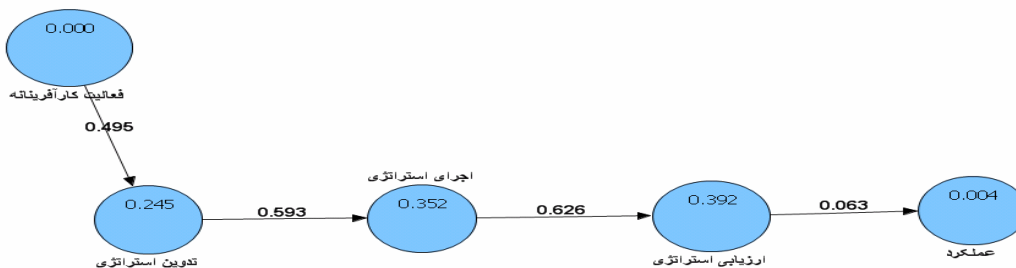 0.000
فعالیت کارآفرینانه
0.495
اجرای استراتژی
0.245
0.593
0.352
0.626
0.392
0.063
0.004
تدوین استراتژی
ارزیابی استراتژی
عملکرد